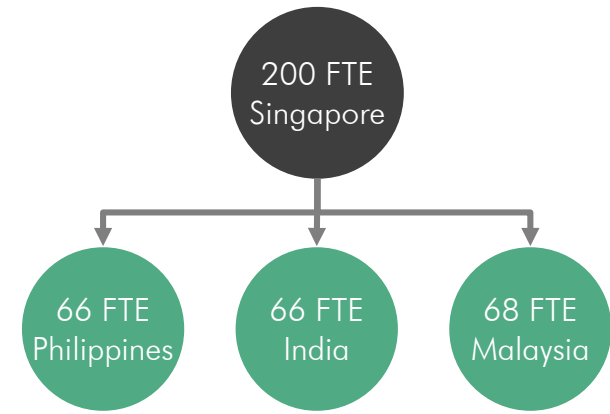 200 FTE
Singapore
66 FTE
Philippines
66 FTE
India
68 FTE
Malaysia